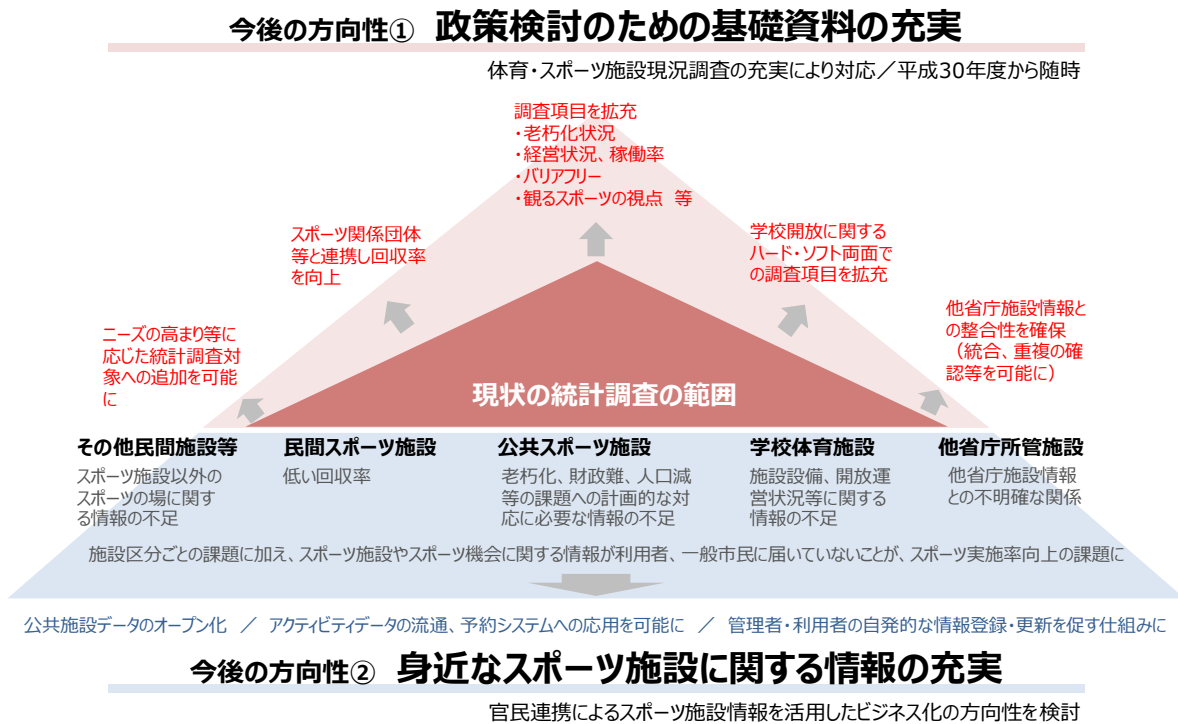 今後の方向性① 政策検討のための基礎資料の充実
体育・スポーツ施設現況調査の充実により対応／平成30年度から随時
調査項目を拡充
・老朽化状況
・経営状況、稼働率
・バリアフリー
・観るスポーツの視点 等
スポーツ関係団体
等と連携し回収率
を向上
学校開放に関する
ハード・ソフト両面で
の調査項目を拡充
ニーズの高まり等に
応じた統計調査対
象への追加を可能
に
他省庁施設情報と
の整合性を確保
（統合、重複の確
認等を可能に）
現状の統計調査の範囲
その他民間施設等
スポーツ施設以外の
スポーツの場に関す
る情報の不足
民間スポーツ施設
低い回収率
公共スポーツ施設
老朽化、財政難、人口減
等の課題への計画的な対
応に必要な情報の不足
学校体育施設
施設設備、開放運
営状況等に関する
情報の不足
他省庁所管施設
他省庁施設情報
との不明確な関係
施設区分ごとの課題に加え、スポーツ施設やスポーツ機会に関する情報が利用者、一般市民に届いていないことが、スポーツ実施率向上の課題に
公共施設データのオープン化 ／ アクティビティデータの流通、予約システムへの応用を可能に ／ 管理者・利用者の自発的な情報登録・更新を促す仕組みに
今後の方向性② 身近なスポーツ施設に関する情報の充実
官民連携によるスポーツ施設情報を活用したビジネス化の方向性を検討